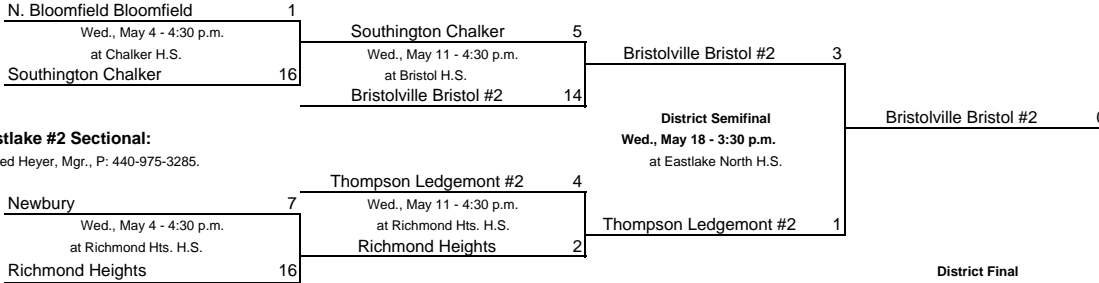 N. Bloomfield Bloomfield 1
Wed., May 4 - 4:30 p.m.
at Chalker H.S.
Southington Chalker 16
Southington Chalker 5
Wed., May 11 - 4:30 p.m.
at Bristol H.S.
Bristolville Bristol #2 14
Bristolville Bristol #2 3
District Semifinal
Wed., May 18 - 3:30 p.m.
at Eastlake North H.S.
Bristolville Bristol #2
#2 Sectional:
Heyer, Mgr., P: 440-975-3285.
Thompson Ledgemont #2 4
Wed., May 11 - 4:30 p.m.
at Richmond Hts. H.S.
Richmond Heights 2
Thompson Ledgemont #2 1
Newbury 7
Wed., May 4 - 4:30 p.m.
at Richmond Hts. H.S.
Richmond Heights 16
District Final